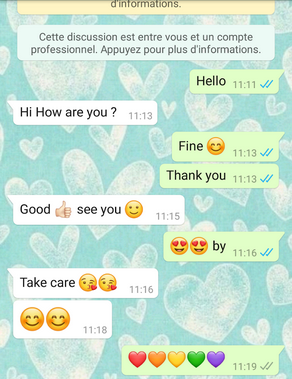 d'informations.
Cette discussion est entre vous et un compte
professionnel. Appuyez pour plus d'informations.
Hello 11:11
Hi How are you ? 11:13
Fine 😊 11:13
Thank you 11:13
Good 👍🏻 see you 🙂 11:15
😍😍 by 11:16
Take care 😘😘 11:16
😊😊 11:18
❤️🧡💛💚💜 11:19